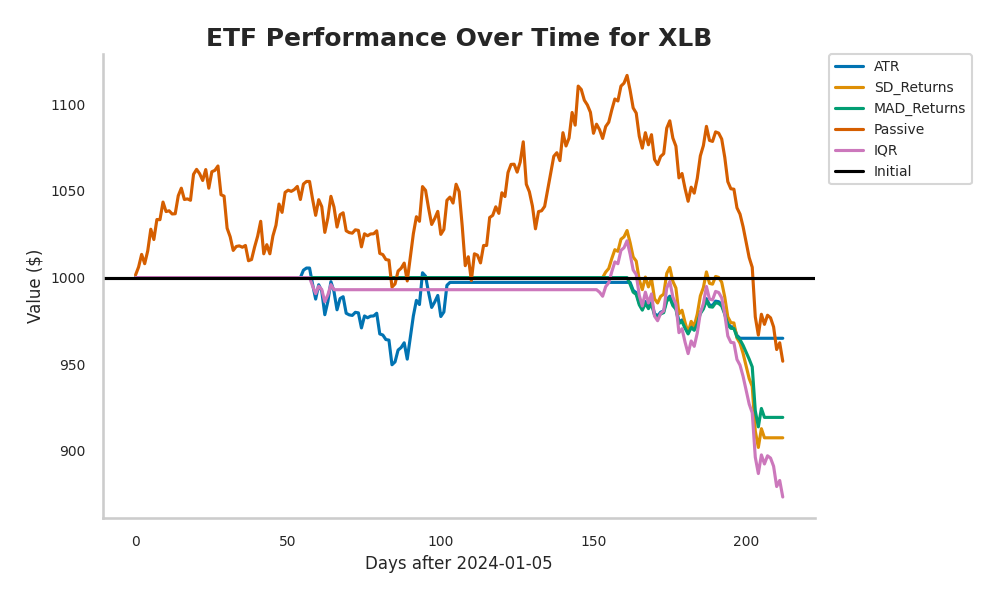 ETF Performance Over Time for XLB
ATR
SD_Returns
MAD_Returns
Passive
IQR
Initial
Value ($)
1100
1050
1000
950
900
0 50 100 150 200
Days after 2024-01-05